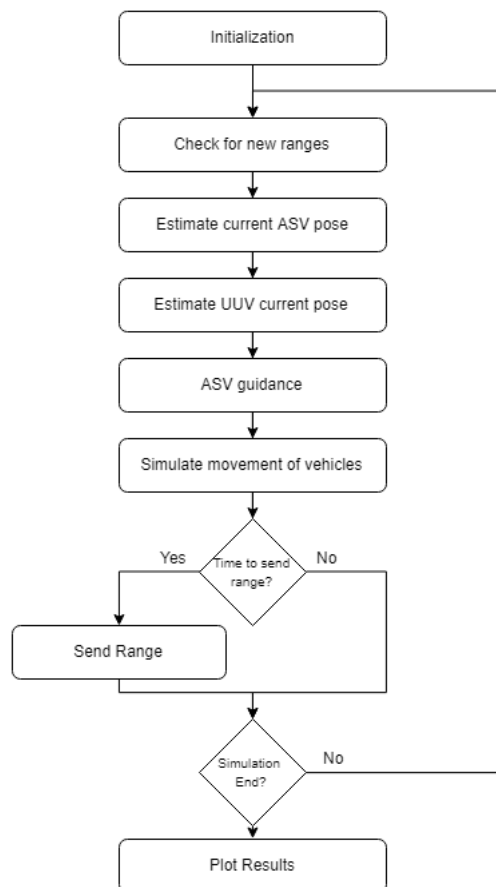 Initialization
Check for new ranges
Estimate current ASV pose
Estimate UUV current pose
ASV guidance
Simulate movement of vehicles
Yes
No
Time to send
range?
Send Range
Simulation
End?
No
Plot Results